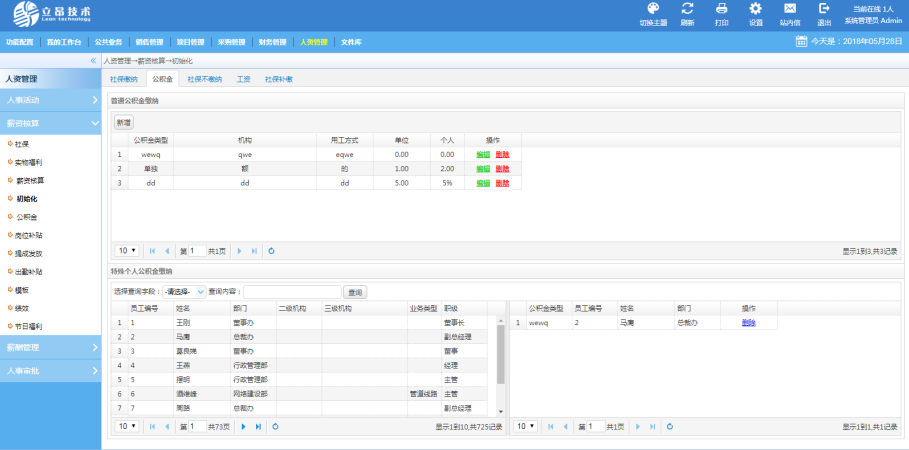 立昂技术
Leon technology
切换主题 刷新 打印 设置 站内信 退出
当前在线 1人
系统管理员 Admin
功能配置 我的工作台 公共业务 销售管理 项目管理 采购管理 财务管理 人资管理 文件库
今天是：2018年05月28日
人资管理→薪资核算→初始化
人资管理
人事活动
薪资核算
社保
实物福利
薪资核算
初始化
公积金
岗位补贴
提成发放
出勤补贴
模板
绩效
节日福利
薪酬管理
人事审批
社保缴纳 公积金 社保不缴纳 工资 社保补缴
普通公积金缴纳
新增
公积金类型 机构 用工方式 单位 个人 操作
1 wewq qwe eqwe 0.00 0.00 编辑 删除
2 单独 额 的 1.00 2.00 编辑 删除
3 dd dd dd 5.00 5% 编辑 删除
10 第 1 共1页 显示1到3,共3记录
特殊个人公积金缴纳
选择查询字段：-请选择- 查询内容： 查询
员工编号 姓名 部门 二级机构 三级机构 业务类型 职级
1 1 王刚 董事办 董事长
2 2 马鹰 总裁办 副总经理
3 3 葛良娣 董事办 董事
4 4 王燕 行政管理部 经理
5 5 行政管理部 主管
6 6 网络建设部 管道线路 主管
7 7 周路 总裁办 副总经理
10 第 1 共73页 显示1到10,共725记录
公积金类型 员工编号 姓名 部门 操作
1 wewq 2 马鹰 总裁办 删除
10 第 1 共1页 显示1到1,共1记录